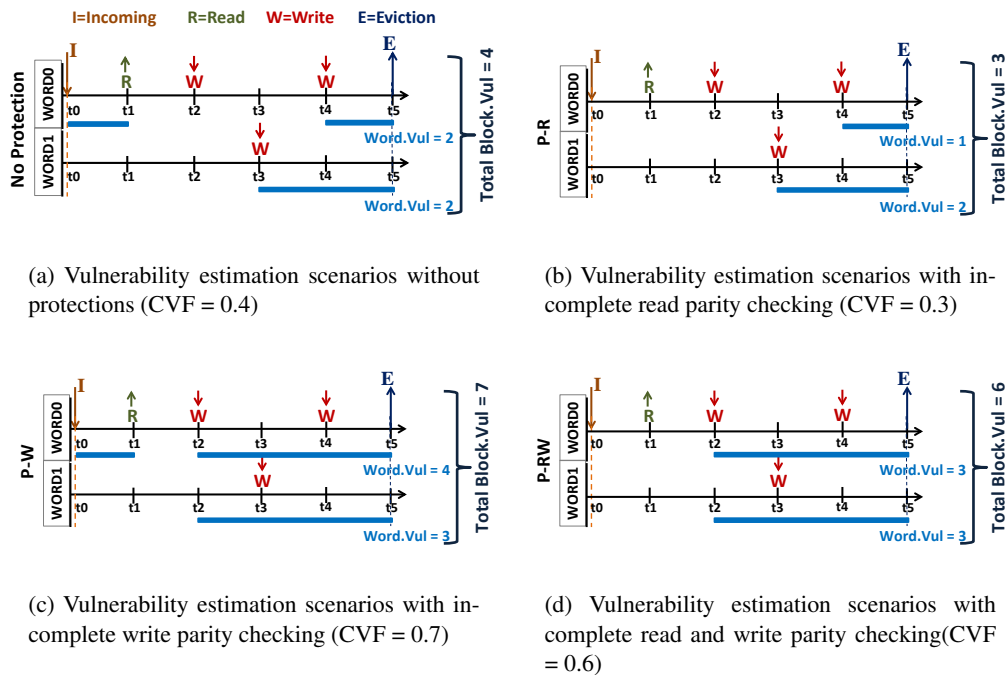 I=Incoming R=Read W=Write E=Eviction
No Protection
WORD0
I
R
W
W
E
t0 t1 t2 t3 t4 t5
Word.Vul = 2
WORD1
W
t0 t1 t2 t3 t4 t5
Word.Vul = 2
Total Block.Vul = 4
(a) Vulnerability estimation scenarios without
protections (CVF = 0.4)
P-R
WORD0
I
R
W
W
E
t0 t1 t2 t3 t4 t5
Word.Vul = 1
WORD1
W
t0 t1 t2 t3 t4 t5
Word.Vul = 2
Total Block.Vul = 3
(b) Vulnerability estimation scenarios with in-
complete read parity checking (CVF = 0.3)
P-W
WORD0
I
R
W
W
E
t0 t1 t2 t3 t4 t5
Word.Vul = 4
WORD1
W
t0 t1 t2 t3 t4 t5
Word.Vul = 3
Total Block.Vul = 7
(c) Vulnerability estimation scenarios with in-
complete write parity checking (CVF = 0.7)
P-RW
WORD0
I
R
W
W
E
t0 t1 t2 t3 t4 t5
Word.Vul = 3
WORD1
W
t0 t1 t2 t3 t4 t5
Word.Vul = 3
Total Block.Vul = 6
(d) Vulnerability estimation scenarios with
complete read and write parity checking(CVF
= 0.6)